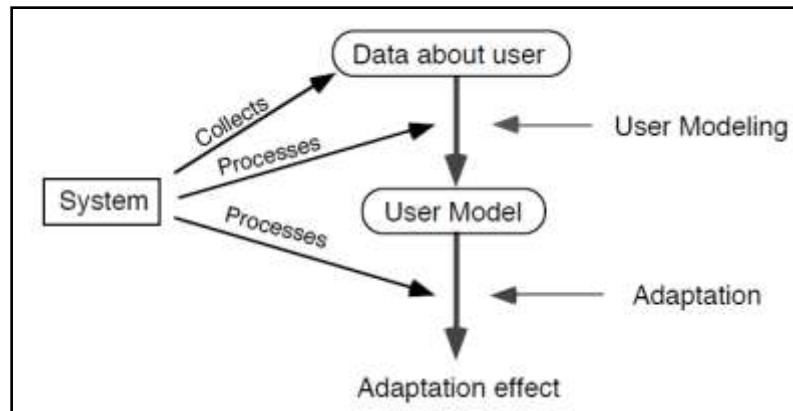 Data about user
Collects
Processes
User Modeling
System
User Model
Processes
Adaptation
Adaptation effect